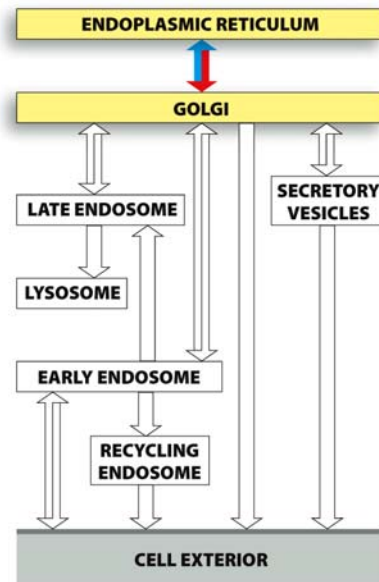 ENDOPLASMIC RETICULUM
GOLGI
LATE ENDOSOME
SECRETORY
VESICLES
LYSOSOME
EARLY ENDOSOME
RECYCLING
ENDOSOME
CELL EXTERIOR